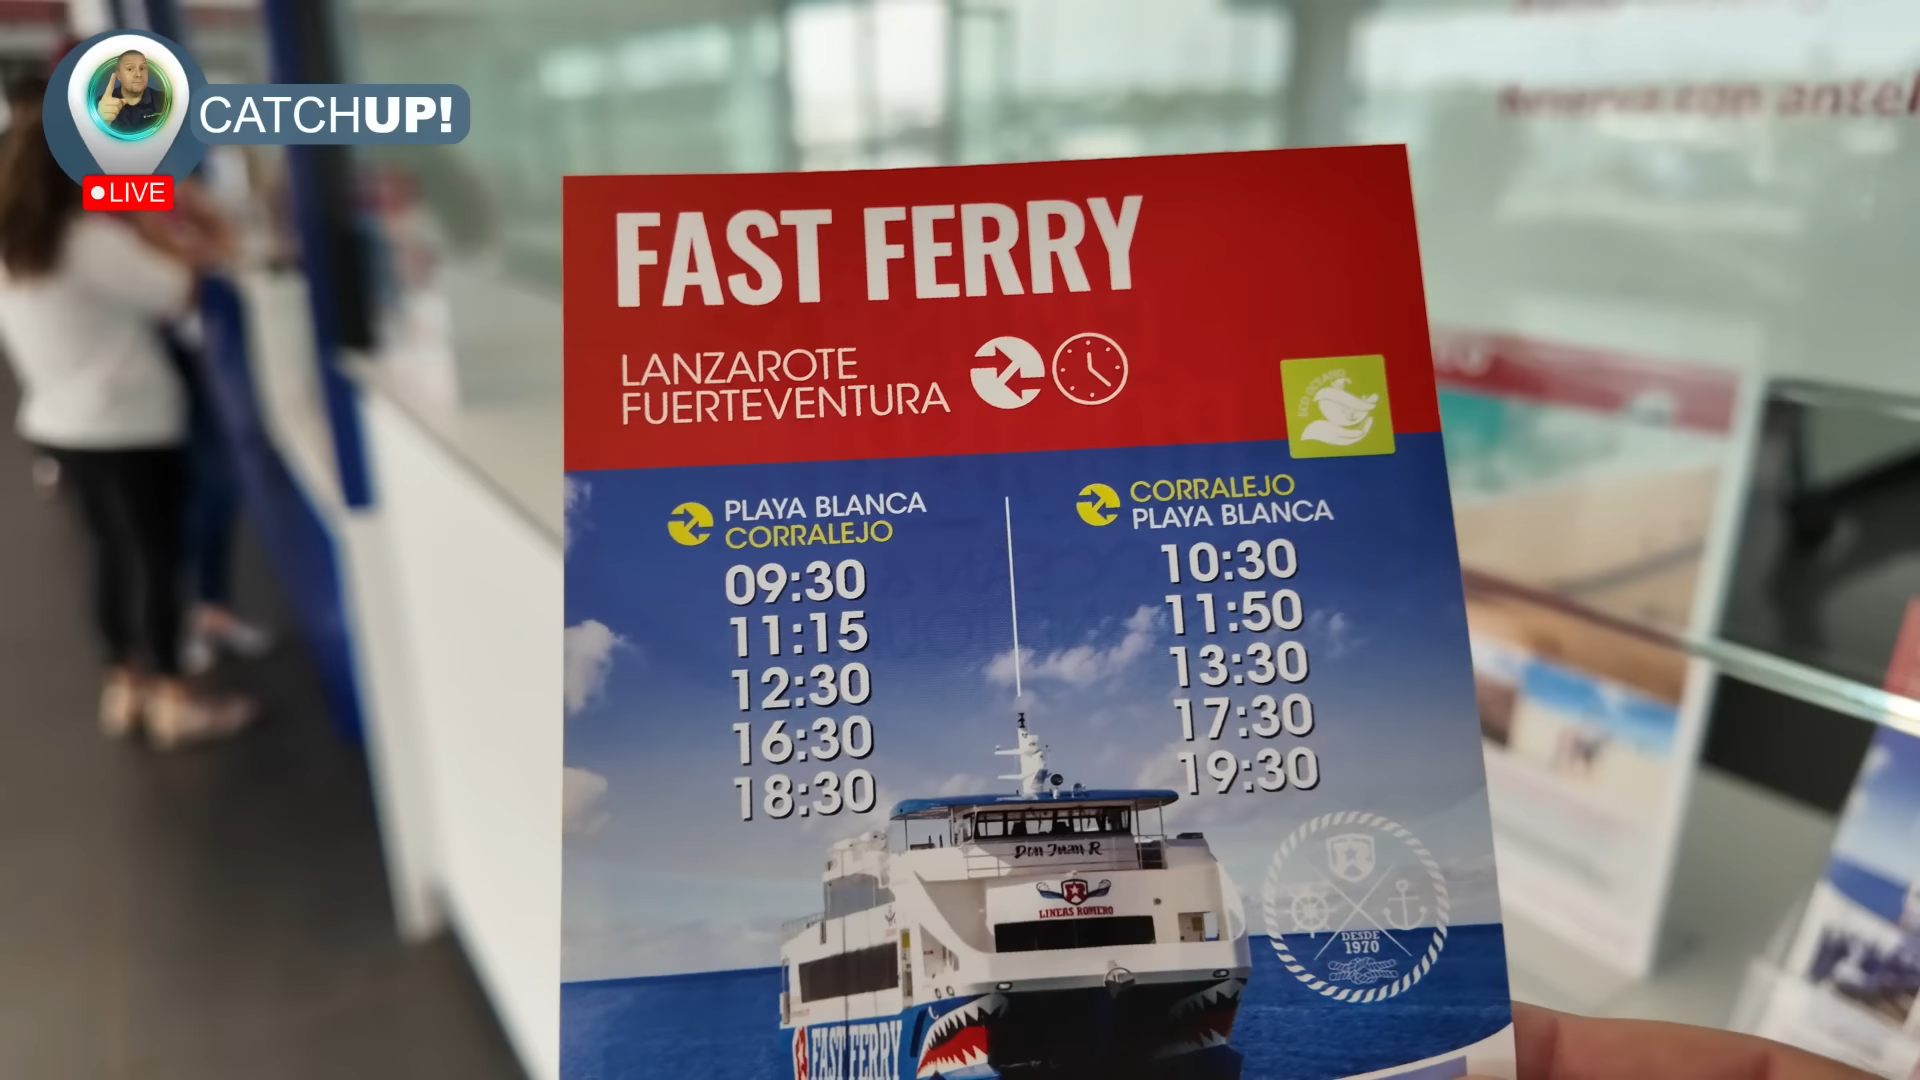 CATCHUP!
LIVE
FAST FERRY
LANZAROTE
FUERTEVENTURA
ECO OCEANS
PLAYA BLANCA
CORRALEJO
09:30
11:15
12:30
16:30
18:30
CORRALEJO
PLAYA BLANCA
10:30
11:50
13:30
17:30
19:30
Don Juan R
LINEAS ROMERO
DESDE
1970
FAST FERRY